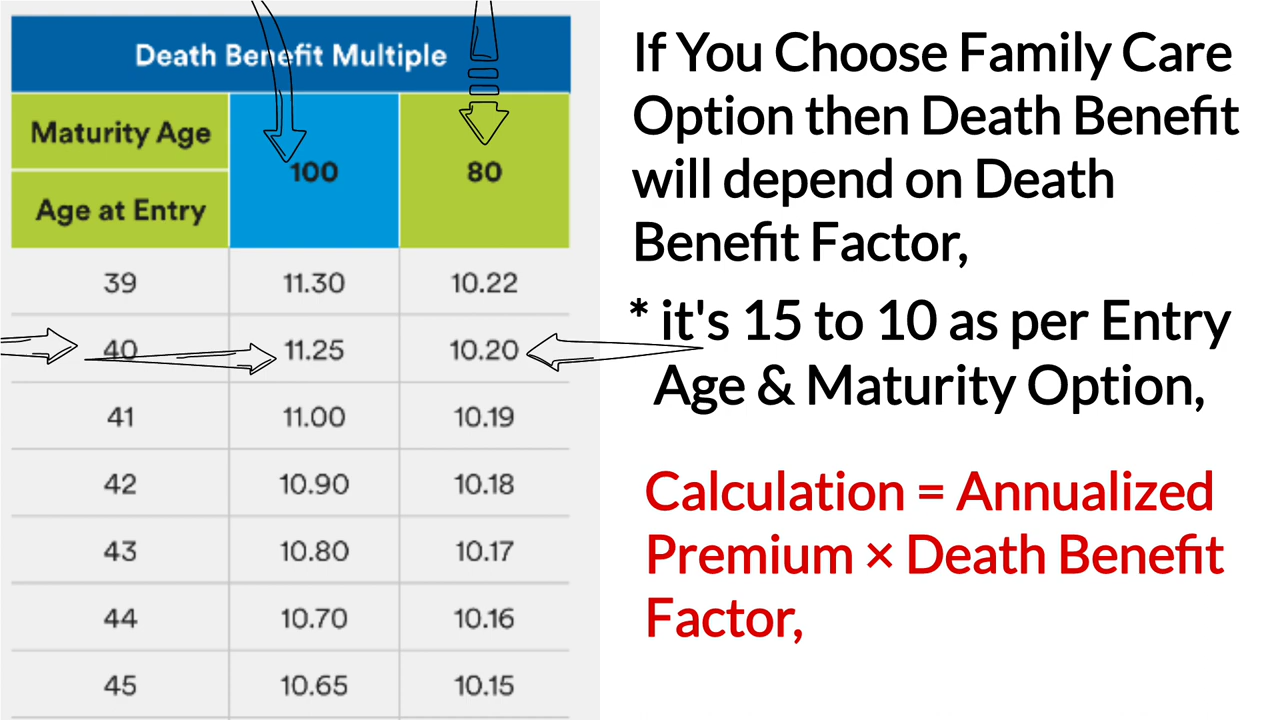 Death Benefit Multiple
Maturity Age
100
80
Age at Entry
39 11.30 10.22
40 11.25 10.20
41 11.00 10.19
42 10.90 10.18
43 10.80 10.17
44 10.70 10.16
45 10.65 10.15
If You Choose Family Care
Option then Death Benefit
will depend on Death
Benefit Factor,
* it's 15 to 10 as per Entry
Age & Maturity Option,
Calculation = Annualized
Premium × Death Benefit
Factor,